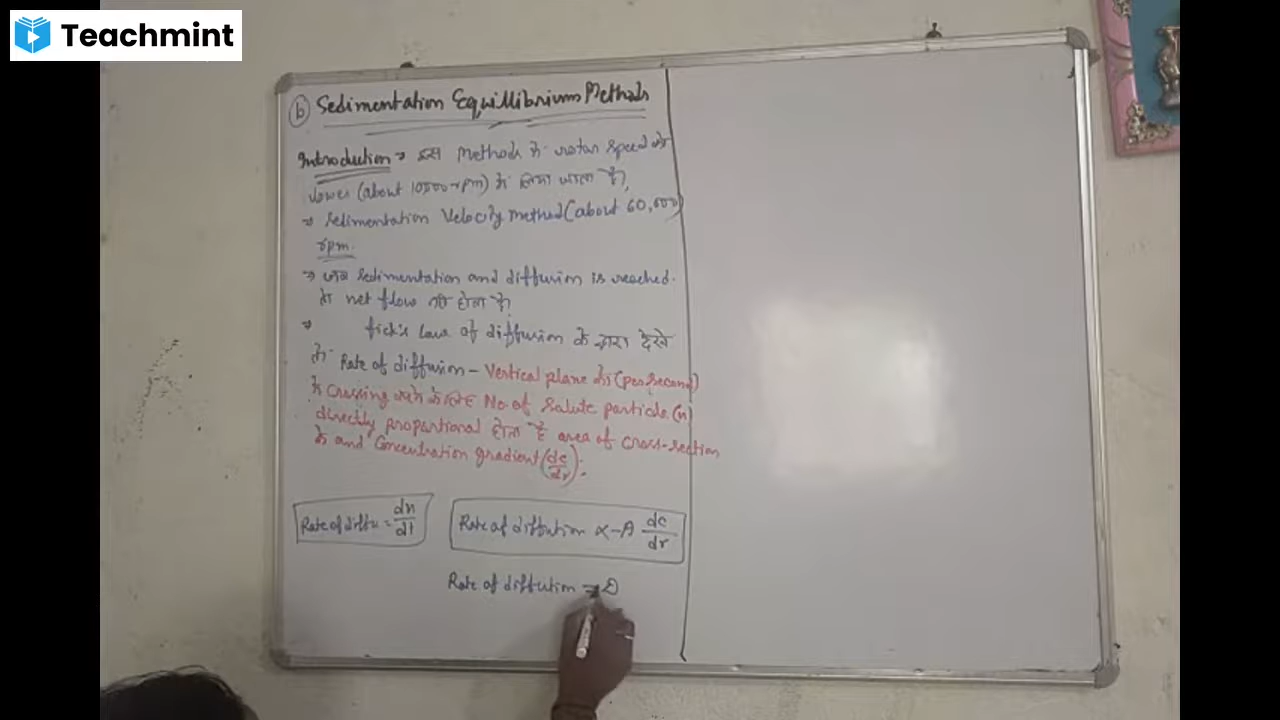 Teachmint
b Sedimentation Equillibrium Methods
Introduction → इस Methods में rotor speed को
lower (about 10000 rpm) में लिया जाता है,
→ Sedimentation Velocity method (about 60,000)
rpm.
→ जब Sedimentation and diffusion is reached.
तो net flow नही होता है,
→ fick's Law of diffusion के द्वारा देखे
तो Rate of diffusion - Vertical plane को (per second)
में Crossing करने के लिए No. of Salute particle (n)
directly proportional होता है area of cross-section
के and Concentration gradient (dc/dr);
Rate of diffu = dn/dt
Rate of diffution ∝ -A dc/dr
Rate of diffution = D